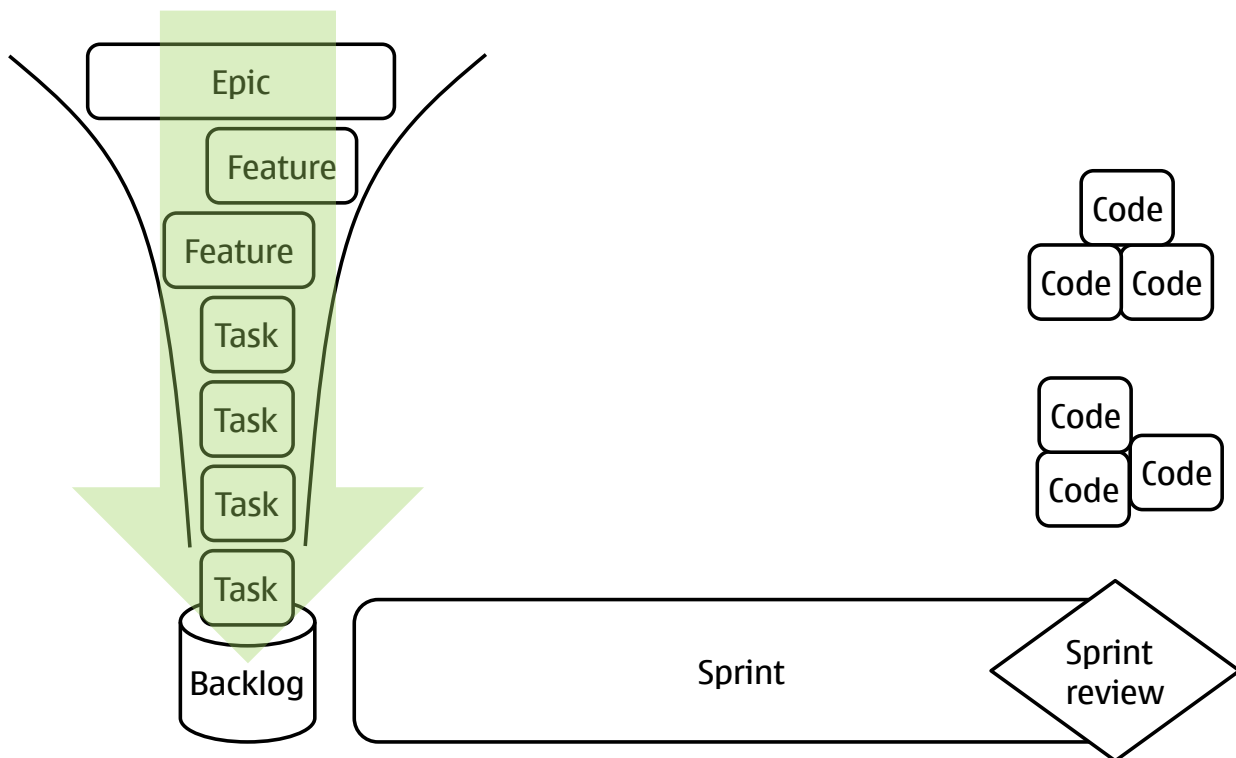 Epic
Feature
Feature
Task
Task
Task
Task
Backlog
Sprint
Sprint
review
Code
Code Code
Code
Code
Code